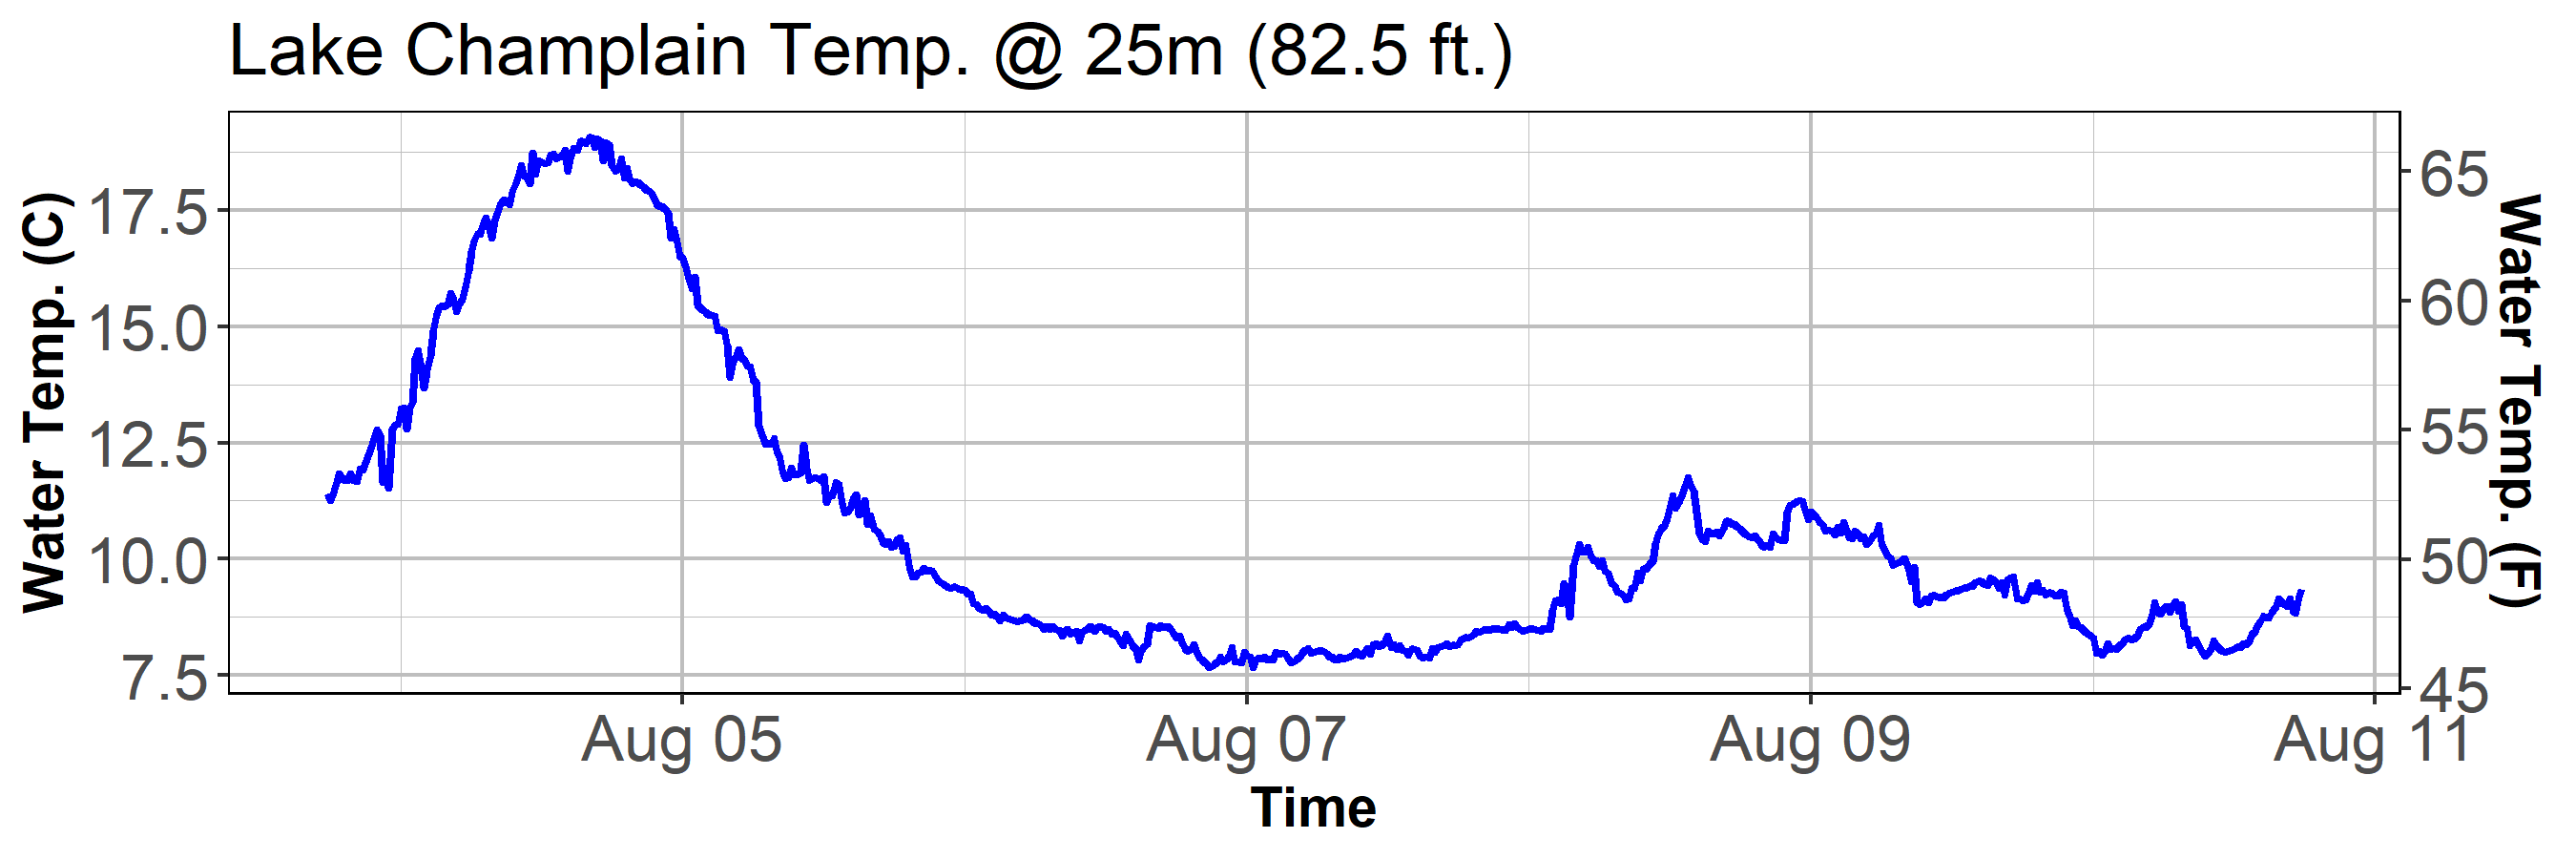 Lake Champlain Temp. @ 25m (82.5 ft.)
Water Temp. (C)
17.5
15.0
12.5
10.0
7.5
65
60
55
50
45
Water Temp. (F)
Aug 05
Aug 07
Aug 09
Aug 11
Time